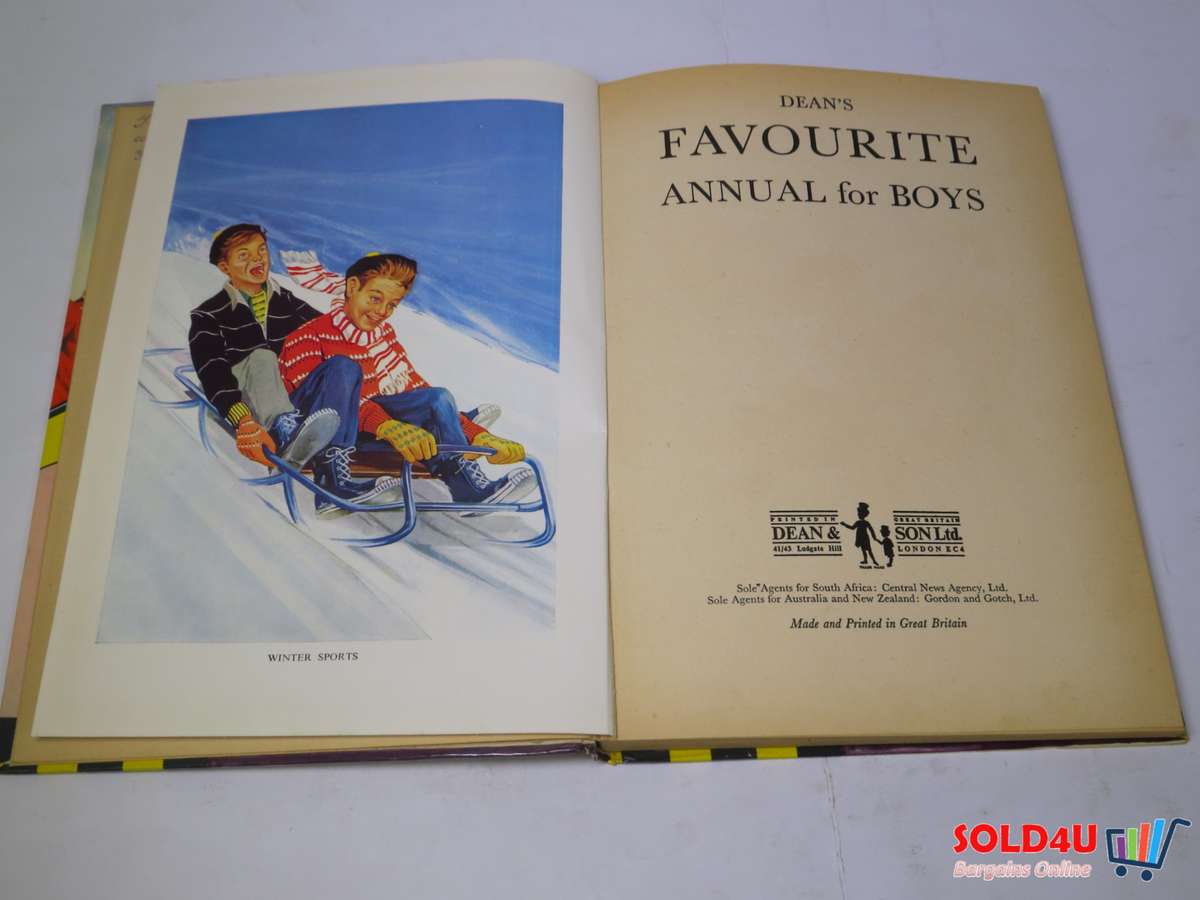 WINTER SPORTS
DEAN'S
FAVOURITE
ANNUAL for BOYS
PRINTED IN GREAT BRITAIN
DEAN & SON Ltd.
41/43 Ludgate Hill LONDON EC4
TRADE MARK
Sole Agents for South Africa: Central News Agency, Ltd.
Sole Agents for Australia and New Zealand: Gordon and Gotch, Ltd.
Made and Printed in Great Britain
SOLD4U
Bargains Online